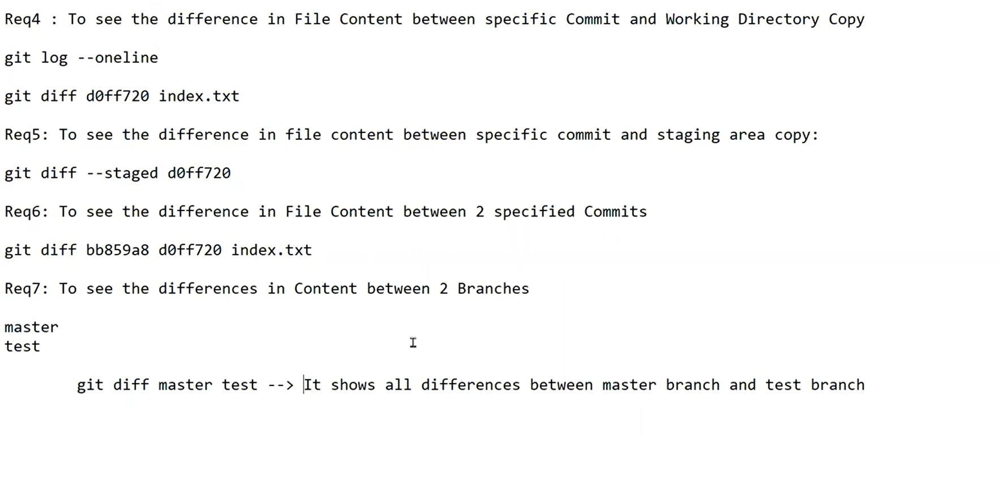 Req4 : To see the difference in File Content between specific Commit and Working Directory Copy
git log --oneline
git diff d0ff720 index.txt
Req5: To see the difference in file content between specific commit and staging area copy:
git diff --staged d0ff720
Req6: To see the difference in File Content between 2 specified Commits
git diff bb859a8 d0ff720 index.txt
Req7: To see the differences in Content between 2 Branches
master
test
git diff master test --> It shows all differences between master branch and test branch